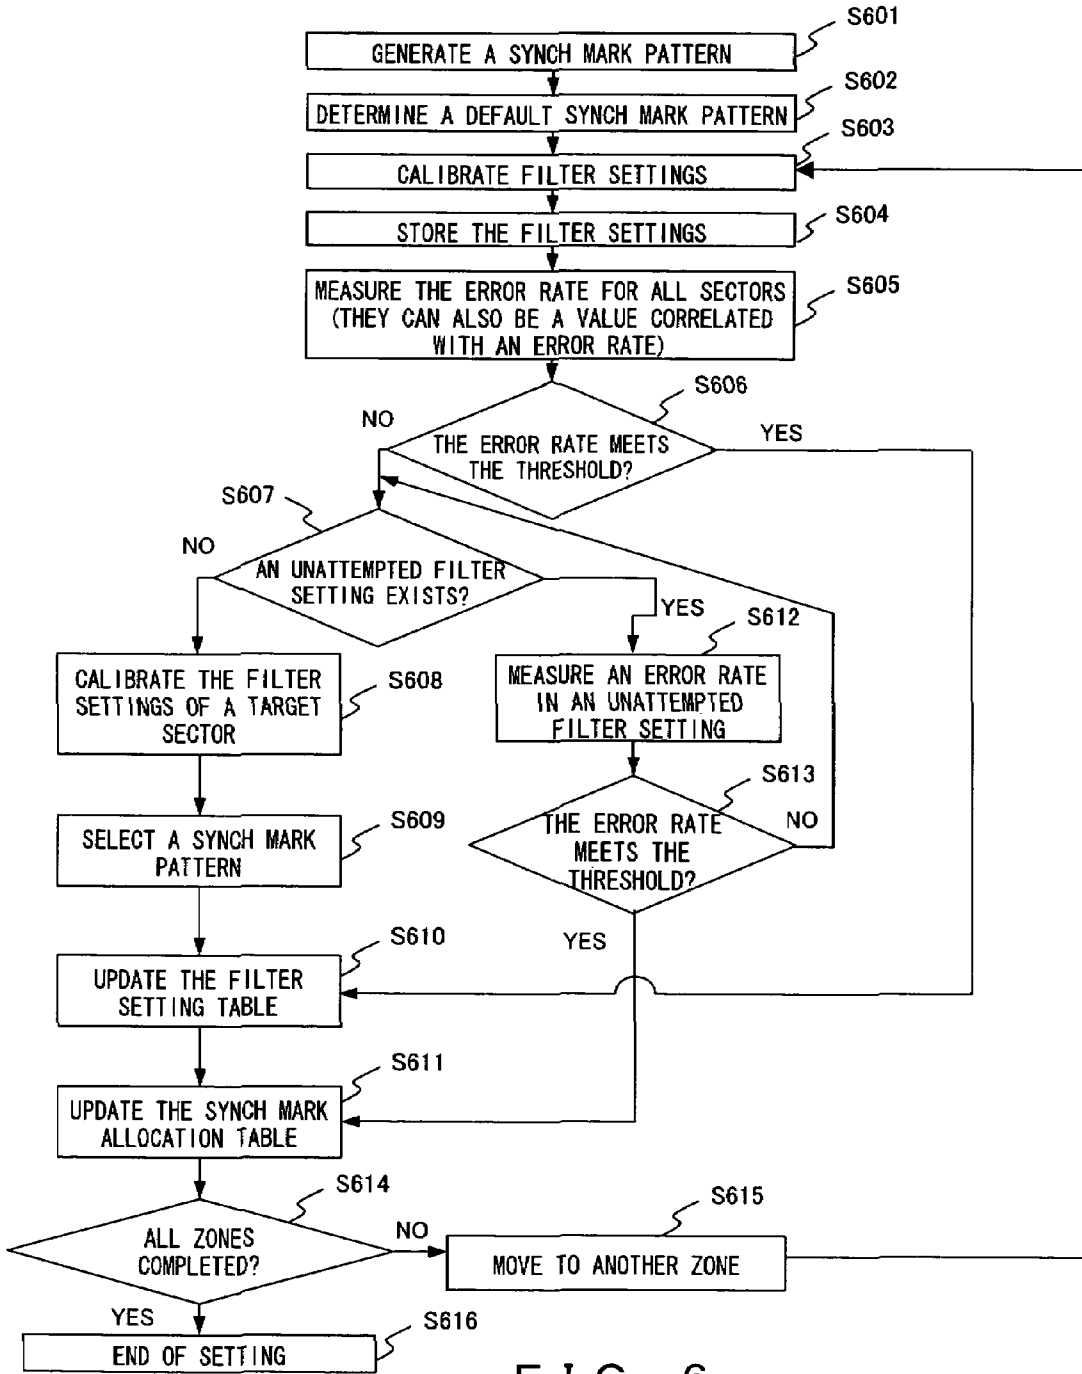 S601
GENERATE A SYNCH MARK PATTERN
S602
DETERMINE A DEFAULT SYNCH MARK PATTERN
S603
CALIBRATE FILTER SETTINGS
S604
STORE THE FILTER SETTINGS
S605
MEASURE THE ERROR RATE FOR ALL SECTORS
(THEY CAN ALSO BE A VALUE CORRELATED
WITH AN ERROR RATE)
S606
NO
YES
THE ERROR RATE MEETS
THE THRESHOLD?
S607
NO
AN UNATTEMPTED FILTER
SETTING EXISTS?
YES
S612
CALIBRATE THE FILTER
SETTINGS OF A TARGET
SECTOR
S608
MEASURE AN ERROR RATE
IN AN UNATTEMPTED
FILTER SETTING
S613
SELECT A SYNCH MARK
PATTERN
S609
THE ERROR RATE
MEETS THE
THRESHOLD?
NO
YES
S610
UPDATE THE FILTER
SETTING TABLE
S611
UPDATE THE SYNCH MARK
ALLOCATION TABLE
S614
ALL ZONES
COMPLETED?
NO
S615
MOVE TO ANOTHER ZONE
YES
S616
END OF SETTING
FIG. 6